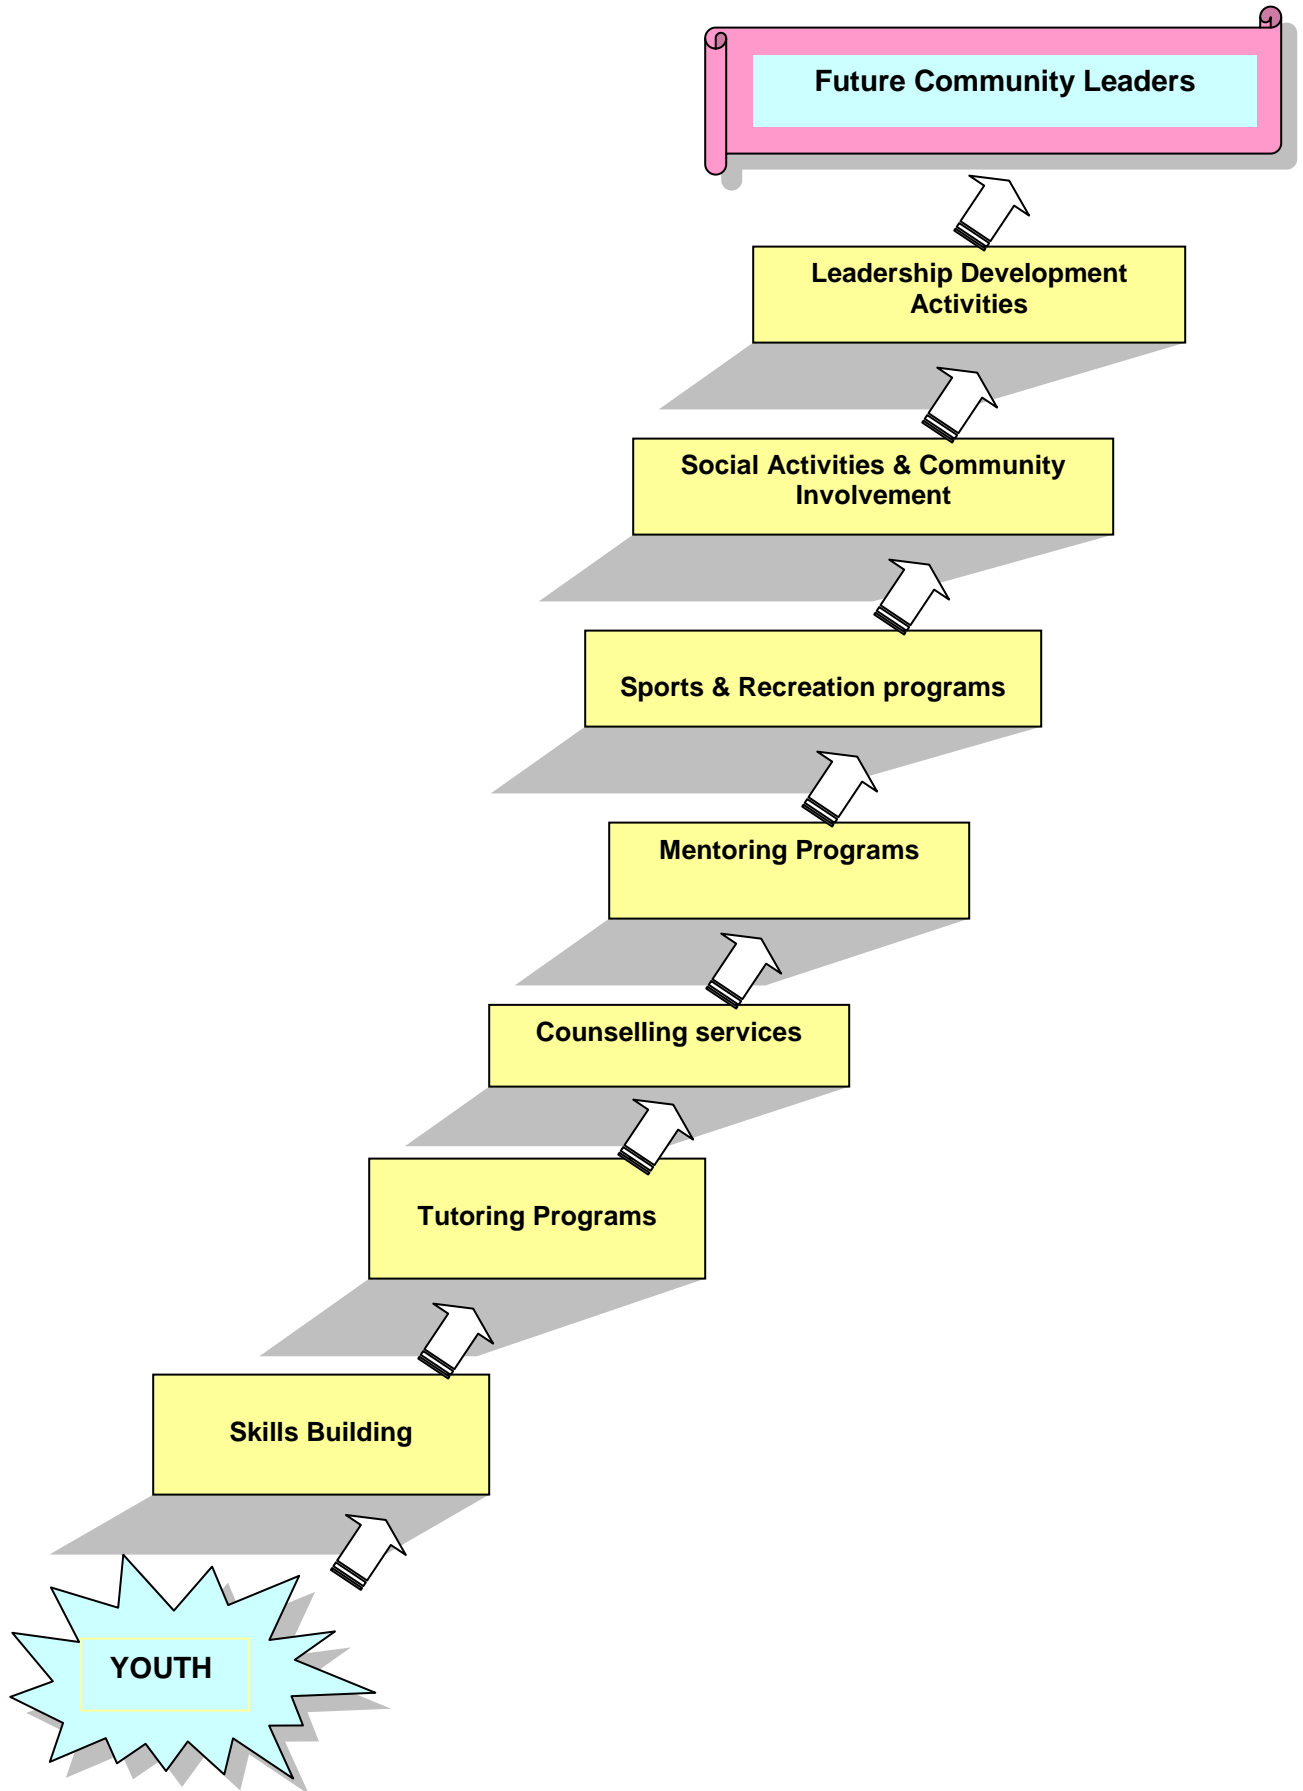 Future Community Leaders
Leadership Development
Activities
Social Activities & Community
Involvement
Sports & Recreation programs
Mentoring Programs
Counselling services
Tutoring Programs
Skills Building
YOUTH